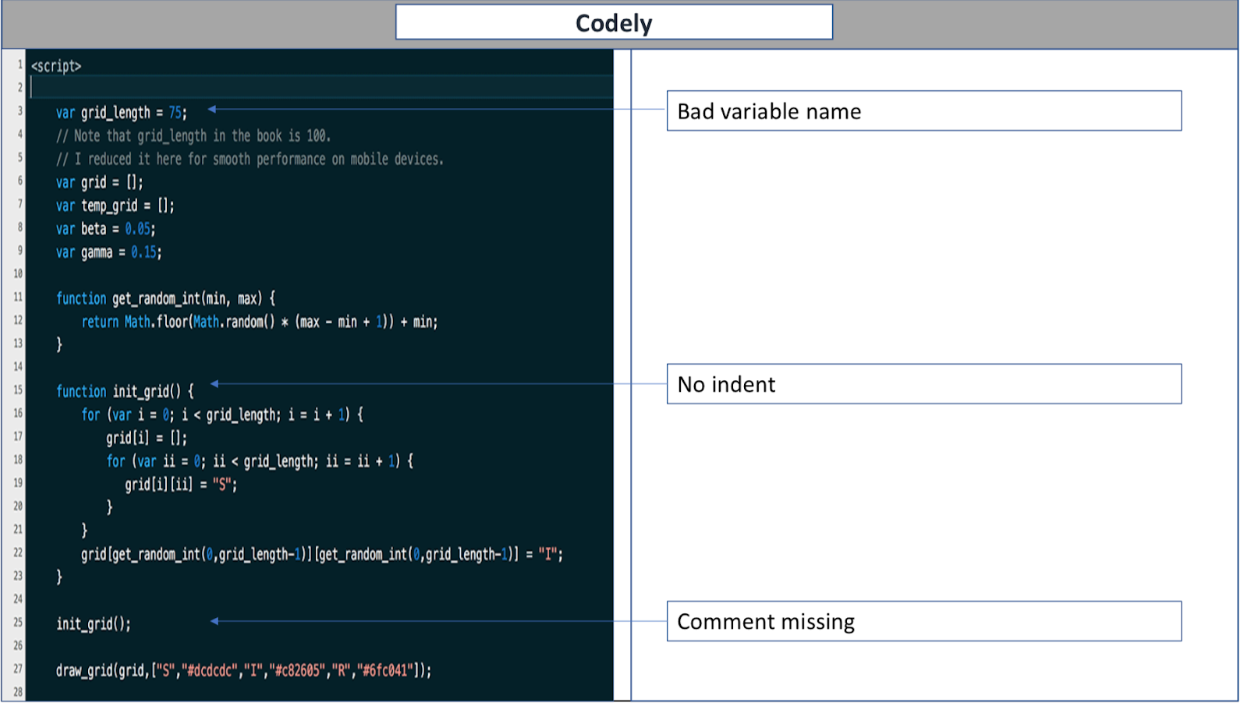 Codely
1 <script>
2
3 var grid_length = 75;
4 // Note that grid_length in the book is 100.
5 // I reduced it here for smooth performance on mobile devices.
6 var grid = [];
7 var temp_grid = [];
8 var beta = 0.05;
9 var gamma = 0.15;
10
11 function get_random_int(min, max) {
12 return Math.floor(Math.random() * (max - min + 1)) + min;
13 }
14
15 function init_grid() {
16 for (var i = 0; i < grid_length; i = i + 1) {
17 grid[i] = [];
18 for (var ii = 0; ii < grid_length; ii = ii + 1) {
19 grid[i][ii] = "S";
20 }
21 }
22 grid[get_random_int(0,grid_length-1)][get_random_int(0,grid_length-1)] = "I";
23 }
24
25 init_grid();
26
27 draw_grid(grid,["S","#dcdcdc","I","#c82605","R","#6fc041"]);
28
Bad variable name
No indent
Comment missing